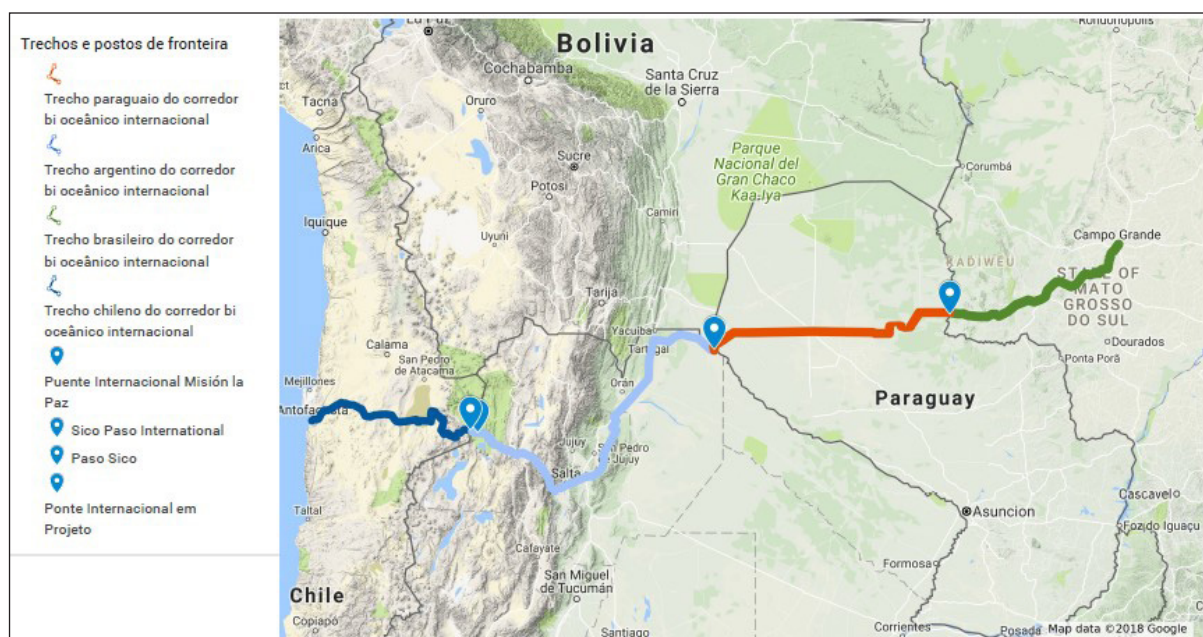 Trechos e postos de fronteira
Trecho paraguaio do corredor
bi oceânico internacional
Trecho argentino do corredor
bi oceânico internacional
Trecho brasileiro do corredor
bi oceânico internacional
Trecho chileno do corredor bi
oceânico internacional
Puente Internacional Misión la
Paz
Sico Paso International
Paso Sico
Ponte Internacional em
Projeto
Bolivia
Cochabamba
Santa Cruz
de la Sierra
Tacna
Oruro
Arica
Sucre
Parque
Nacional del
Gran Chaco
Kaa-Iya
Corumbá
Potosi
Iquique
Uyuni
Camiri
Campo Grande
KADIWEU
STATE OF
MATO
GROSSO
DO SUL
Tarija
Yacuiba
Tartagal
Dourados
Calama
San Pedro
de Atacama
Ponta Porã
Mejillones
Oran
Antofagasta
Paraguay
Jujuy
San Pedro
de Jujuy
Salta
Taltal
Asuncion
Cascavel
Foz do Iguaçu
Cafayate
Formosa
San Miguel
de Tucumán
Chile
Copiapó
Santiago
Corrientes
Posada
Map data ©2018 Google